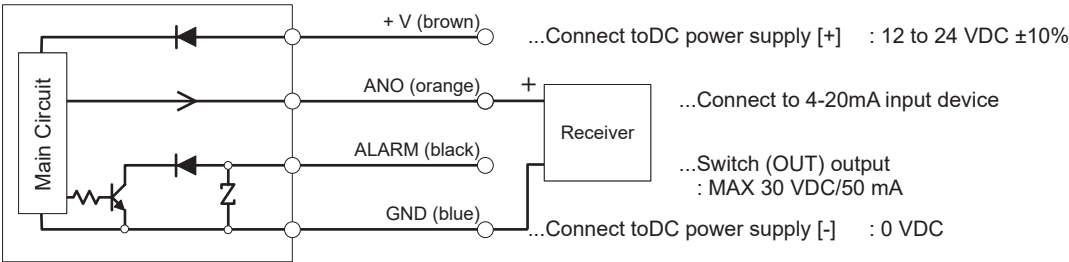 + V (brown) ...Connect toDC power supply [+] : 12 to 24 VDC ±10%
ANO (orange) + ...Connect to 4-20mA input device
Main Circuit
Receiver
ALARM (black) ...Switch (OUT) output
: MAX 30 VDC/50 mA
GND (blue) ...Connect toDC power supply [-] : 0 VDC